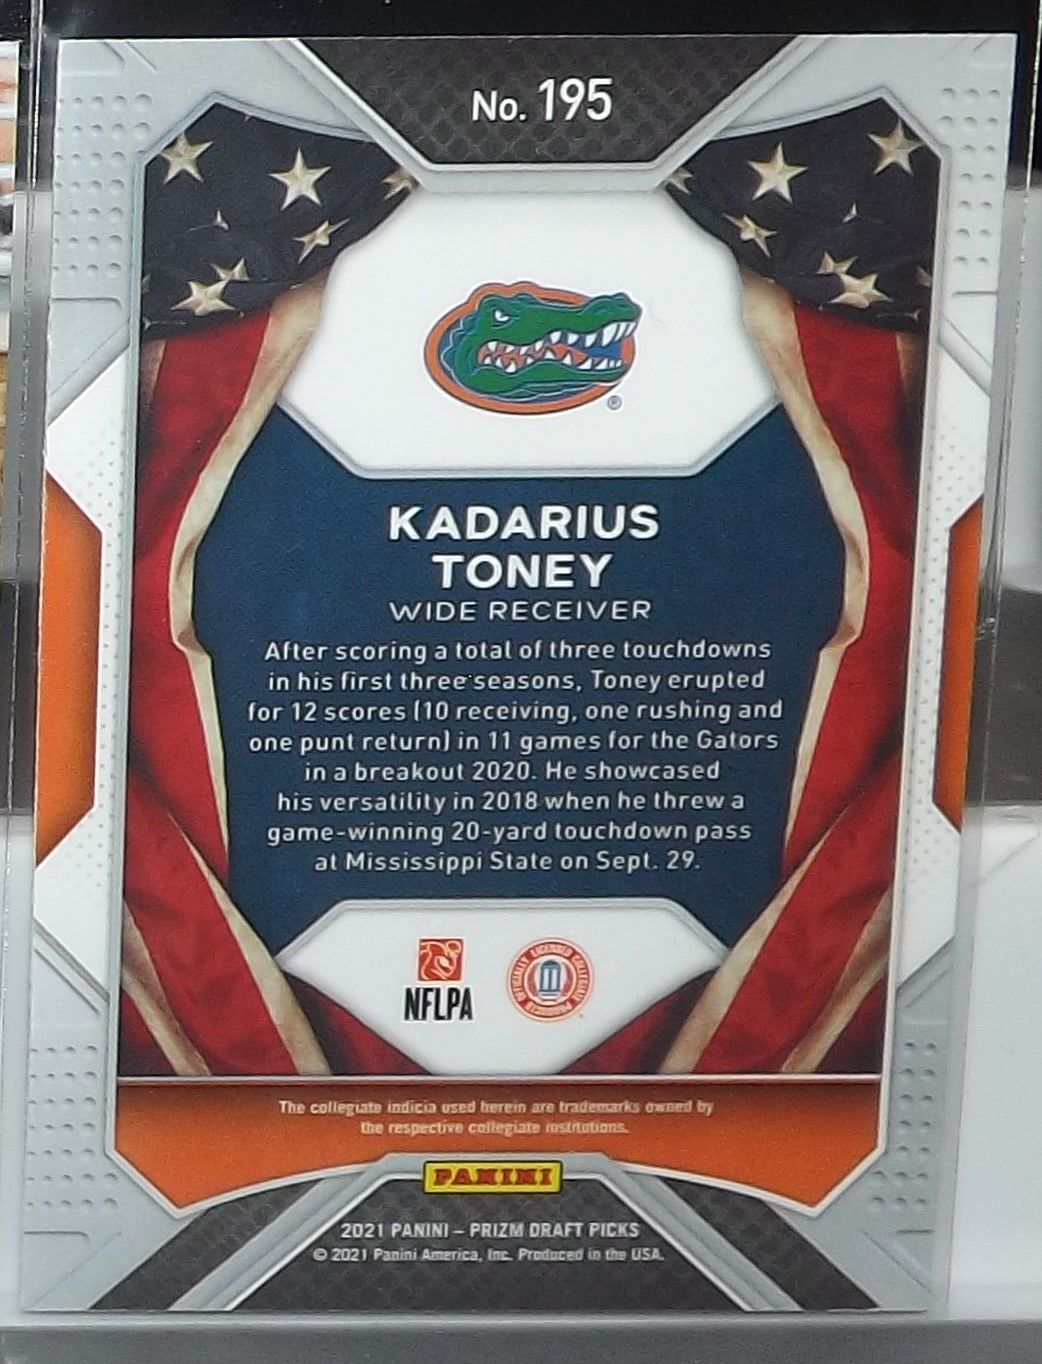 No. 195
®
KADARIUS
TONEY
WIDE RECEIVER
After scoring a total of three touchdowns
in his first three seasons, Toney erupted
for 12 scores (10 receiving, one rushing and
one punt return) in 11 games for the Gators
in a breakout 2020. He showcased
his versatility in 2018 when he threw a
game-winning 20-yard touchdown pass
at Mississippi State on Sept. 29.
NFLPA
OFFICIALLY LICENSED COLLEGIATE PRODUCTS
The collegiate indicia used herein are trademarks owned by
the respective collegiate institutions.
PANINI
2021 PANINI – PRIZM DRAFT PICKS
© 2021 Panini America, Inc. Produced in the USA.